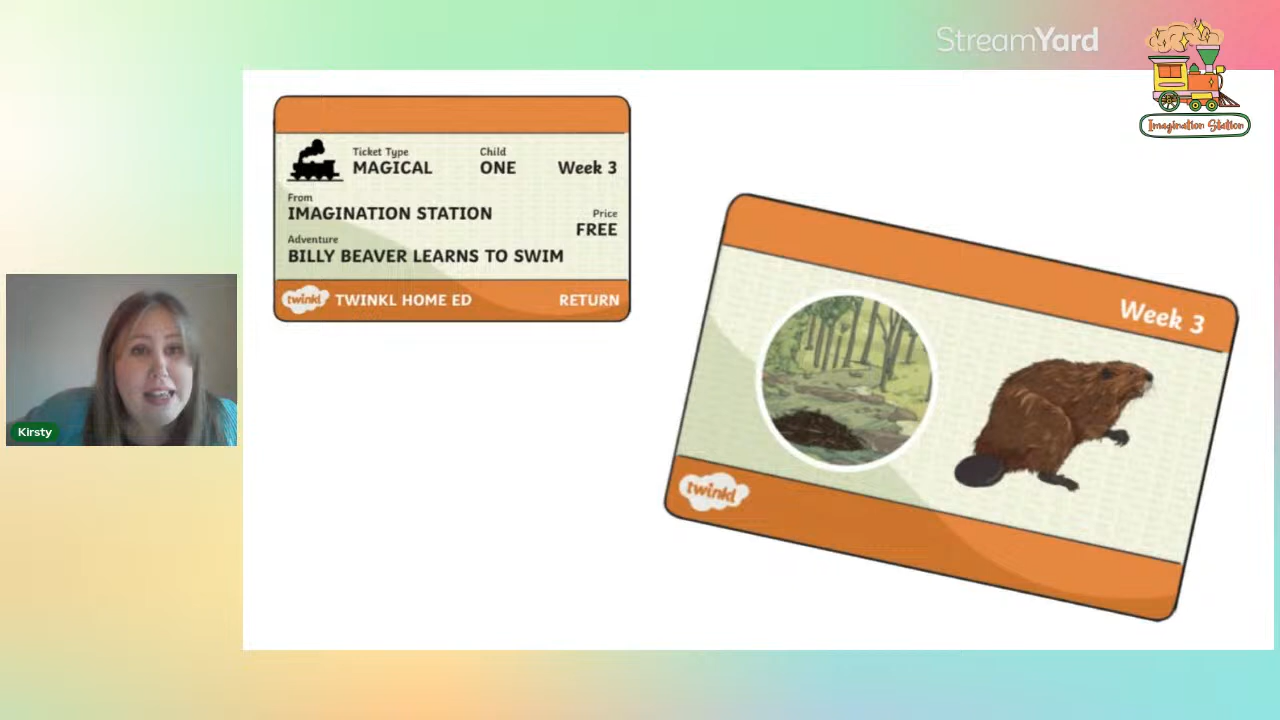 StreamYard
Imagination Station
Ticket Type
MAGICAL
Child
ONE
Week 3
From
IMAGINATION STATION
Price
FREE
Adventure
BILLY BEAVER LEARNS TO SWIM
twinkl TWINKL HOME ED RETURN
Week 3
twinkl
Kirsty